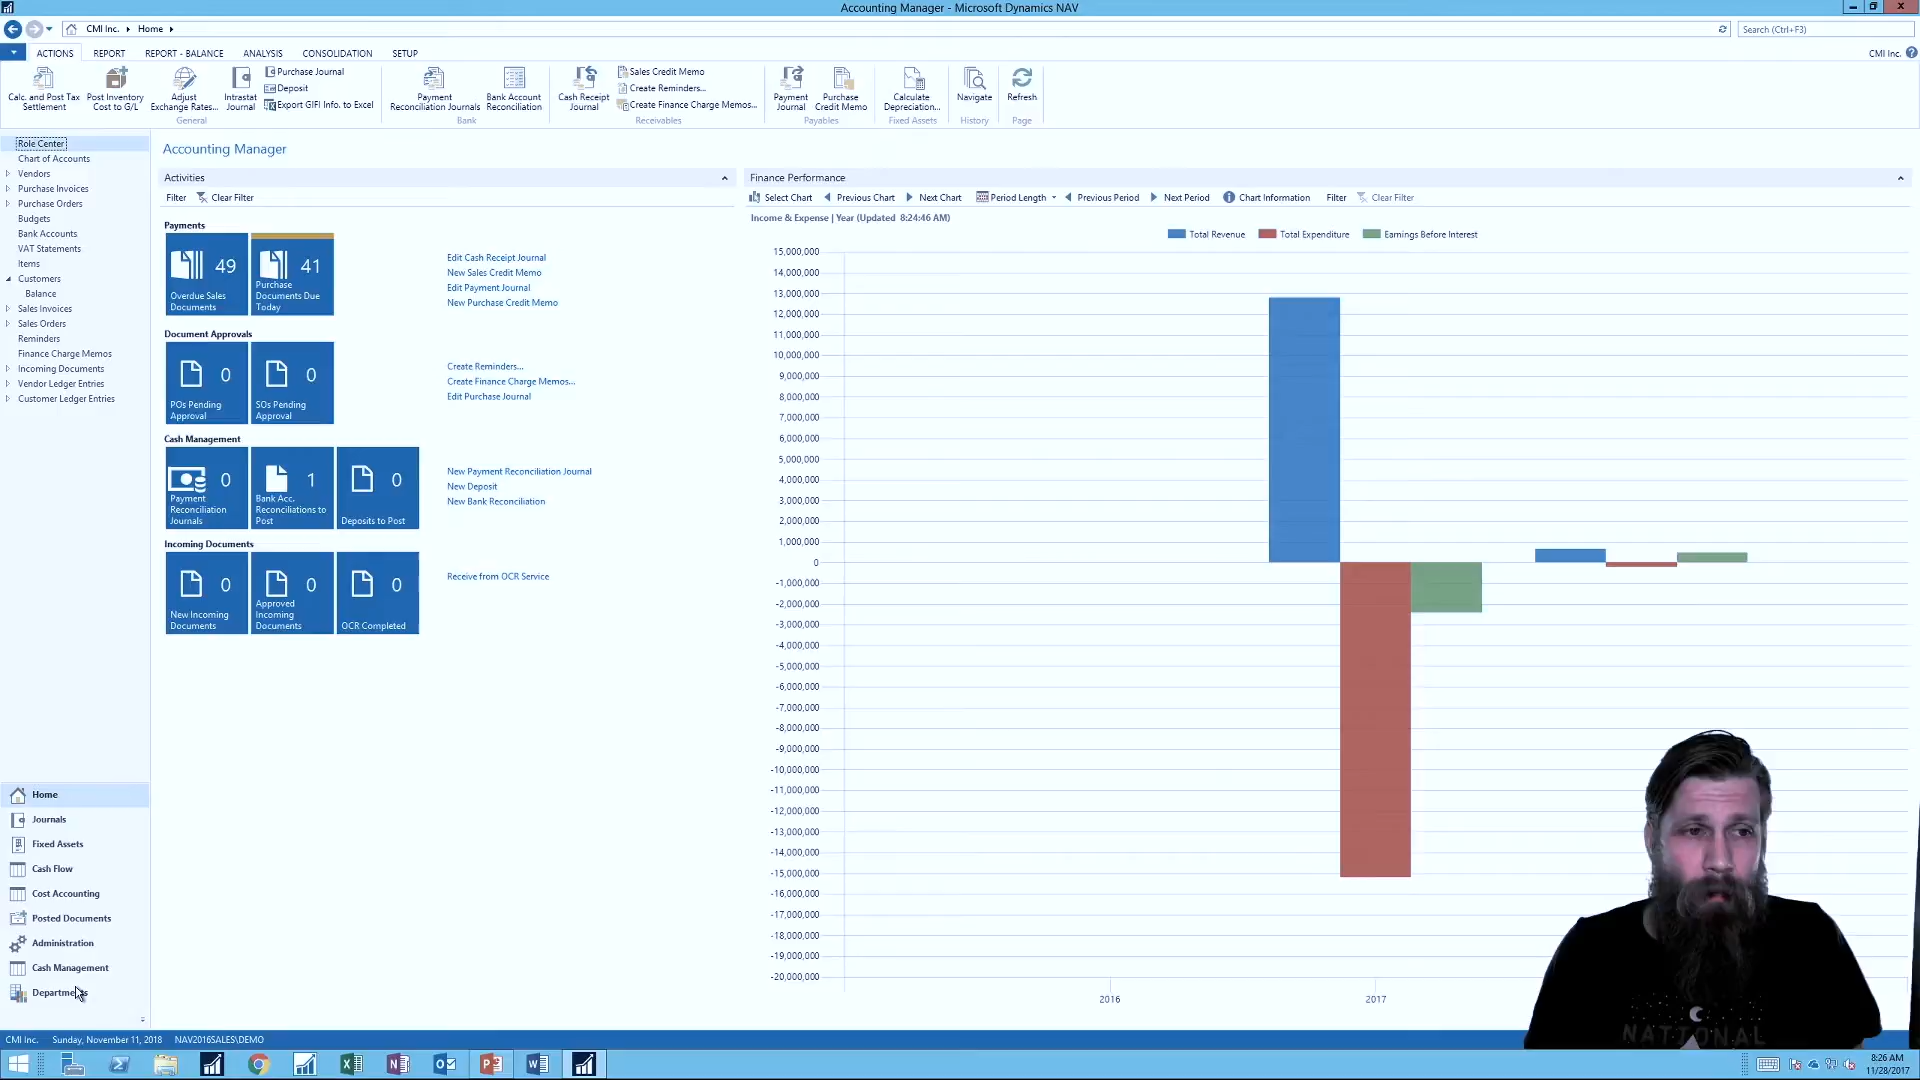 Accounting Manager - Microsoft Dynamics NAV
CMI Inc. Home
Search (Ctrl+F3)
ACTIONS REPORT REPORT - BALANCE ANALYSIS CONSOLIDATION SETUP
CMI Inc.
Calc. and Post Tax Settlement
Post Inventory Cost to G/L
Adjust Exchange Rates...
Intrastat Journal
Purchase Journal
Deposit
Export GIFI Info. to Excel
General
Payment Reconciliation Journals
Bank Account Reconciliation
Bank
Cash Receipt Journal
Sales Credit Memo
Create Reminders...
Create Finance Charge Memos...
Receivables
Payment Journal
Purchase Credit Memo
Payables
Calculate Depreciation...
Fixed Assets
Navigate
History
Refresh
Page
Role Center
Chart of Accounts
Vendors
Purchase Invoices
Purchase Orders
Budgets
Bank Accounts
VAT Statements
Items
Customers
Balance
Sales Invoices
Sales Orders
Reminders
Finance Charge Memos
Incoming Documents
Vendor Ledger Entries
Customer Ledger Entries
Home
Journals
Fixed Assets
Cash Flow
Cost Accounting
Posted Documents
Administration
Cash Management
Departments
Accounting Manager
Activities
Filter Clear Filter
Payments
49
Overdue Sales
Documents
41
Purchase
Documents Due
Today
Edit Cash Receipt Journal
New Sales Credit Memo
Edit Payment Journal
New Purchase Credit Memo
Document Approvals
0
POs Pending
Approval
0
SOs Pending
Approval
Create Reminders...
Create Finance Charge Memos...
Edit Purchase Journal
Cash Management
0
Payment
Reconciliation
Journals
1
Bank Acc.
Reconciliations to
Post
0
Deposits to Post
New Payment Reconciliation Journal
New Deposit
New Bank Reconciliation
Incoming Documents
0
New Incoming
Documents
0
Approved
Incoming
Documents
0
OCR Completed
Receive from OCR Service
Finance Performance
Select Chart Previous Chart Next Chart Period Length Previous Period Next Period Chart Information Filter Clear Filter
Income & Expense | Year (Updated 8:24:46 AM)
Total Revenue Total Expenditure Earnings Before Interest
15,000,000
14,000,000
13,000,000
12,000,000
11,000,000
10,000,000
9,000,000
8,000,000
7,000,000
6,000,000
5,000,000
4,000,000
3,000,000
2,000,000
1,000,000
0
-1,000,000
-2,000,000
-3,000,000
-4,000,000
-5,000,000
-6,000,000
-7,000,000
-8,000,000
-9,000,000
-10,000,000
-11,000,000
-12,000,000
-13,000,000
-14,000,000
-15,000,000
-16,000,000
-17,000,000
-18,000,000
-19,000,000
-20,000,000
2016 2017
NATIONAL
CMI Inc. Sunday, November 11, 2018 NAV2016SALES\DEMO
8:26 AM
11/28/2017